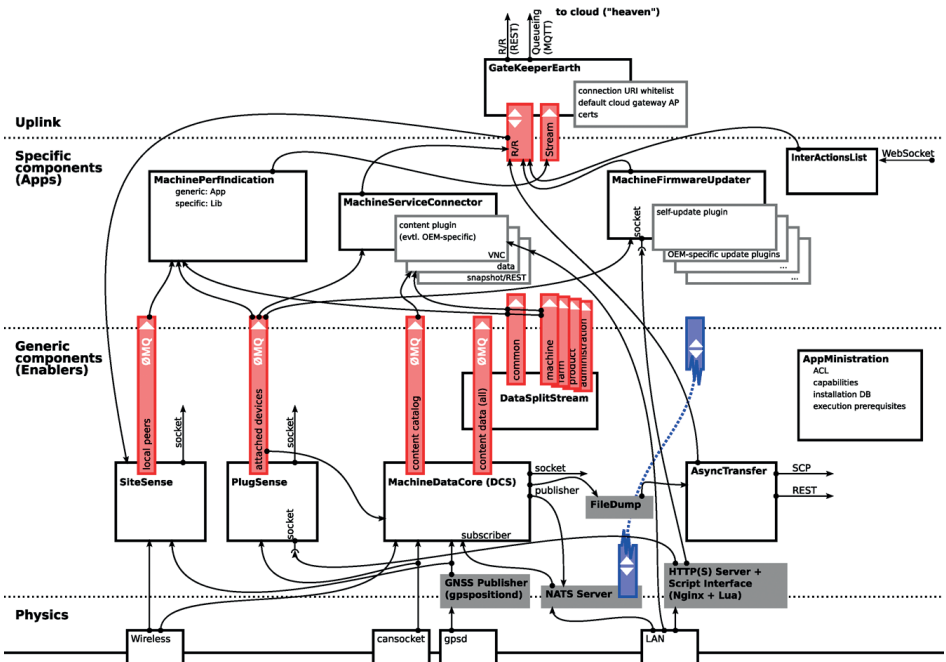 to cloud ("heaven")
R/R
(REST)
Queueing
(MQTT)
GateKeeperEarth
connection URI whitelist
default cloud gateway AP
certs
Uplink
R/R
Stream
Specific
components
(Apps)
InterActionsList
WebSocket
MachinePerfIndication
generic: App
specific: Lib
MachineServiceConnector
content plugin
(evtl. OEM-specific)
VNC
data
snapshot/REST
MachineFirmwareUpdater
socket
self-update plugin
OEM-specific update plugins
...
...
Generic
components
(Enablers)
ØMQ
local peers
ØMQ
attached devices
ØMQ
content catalog
ØMQ
content data (all)
common
machine
farm
product
administration
DataSplitStream
AppMinistration
ACL
capabilities
installation DB
execution prerequisites
socket
socket
SiteSense
PlugSense
socket
MachineDataCore (DCS)
subscriber
socket
publisher
FileDump
AsyncTransfer
SCP
REST
GNSS Publisher
(gpspositiond)
NATS Server
HTTP(S) Server +
Script Interface
(Nginx + Lua)
Physics
Wireless
cansocket
gpsd
LAN